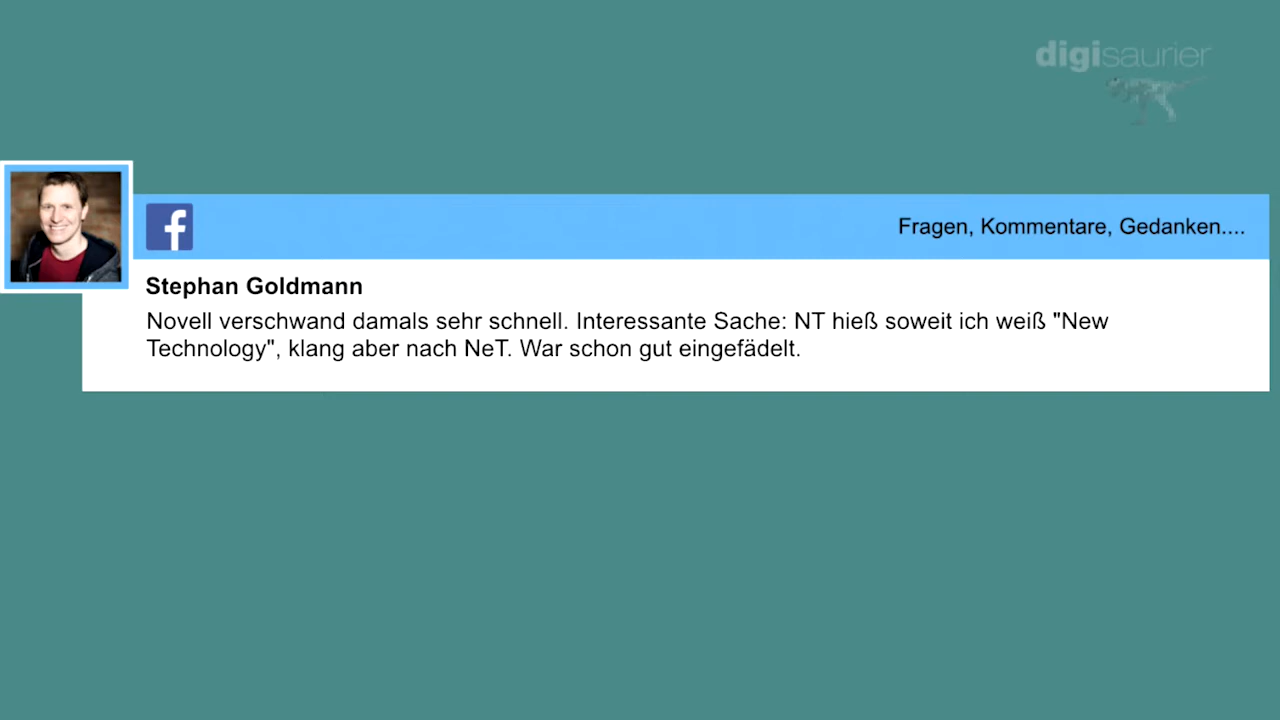 digisaurier
Fragen, Kommentare, Gedanken....
Stephan Goldmann
Novell verschwand damals sehr schnell. Interessante Sache: NT hieß soweit ich weiß "New
Technology", klang aber nach NeT. War schon gut eingefädelt.